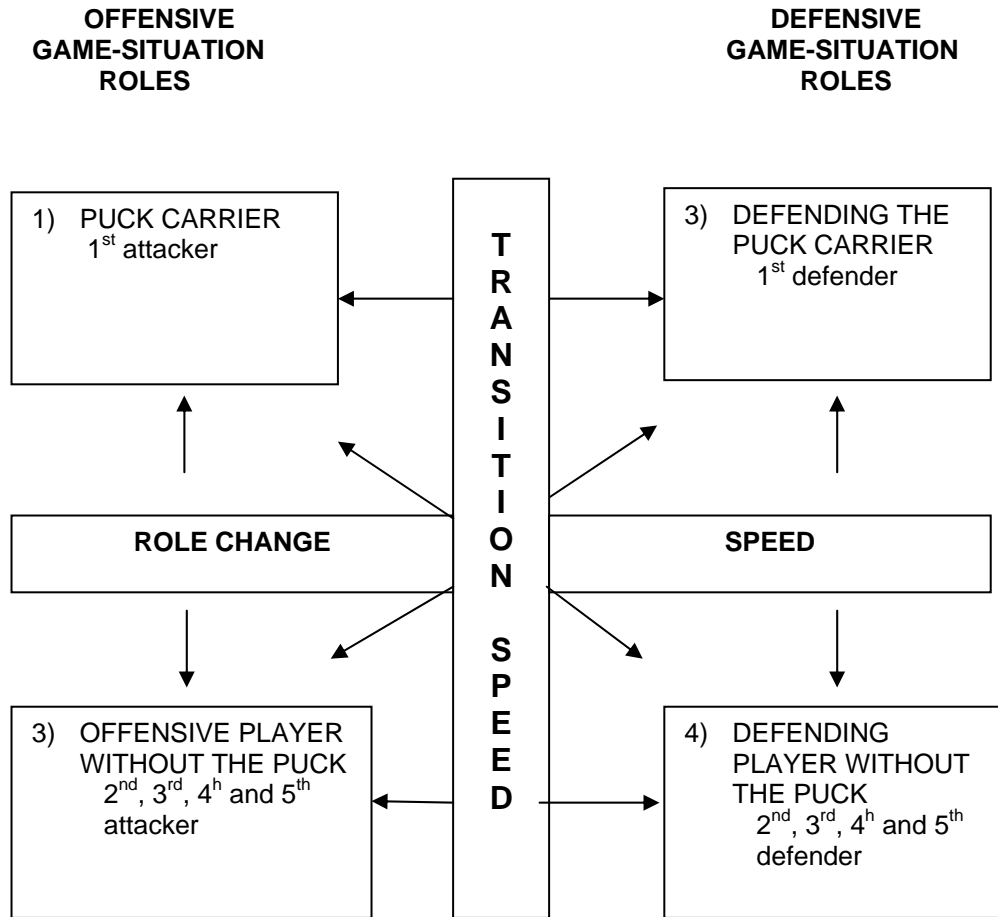 OFFENSIVE
GAME-SITUATION
ROLES
DEFENSIVE
GAME-SITUATION
ROLES
1) PUCK CARRIER
1st attacker
TRANSITION SPEED
3) DEFENDING THE
PUCK CARRIER
1st defender
ROLE CHANGE
SPEED
3) OFFENSIVE PLAYER
WITHOUT THE PUCK
2nd, 3rd, 4h and 5th
attacker
4) DEFENDING
PLAYER WITHOUT
THE PUCK
2nd, 3rd, 4h and 5th
defender